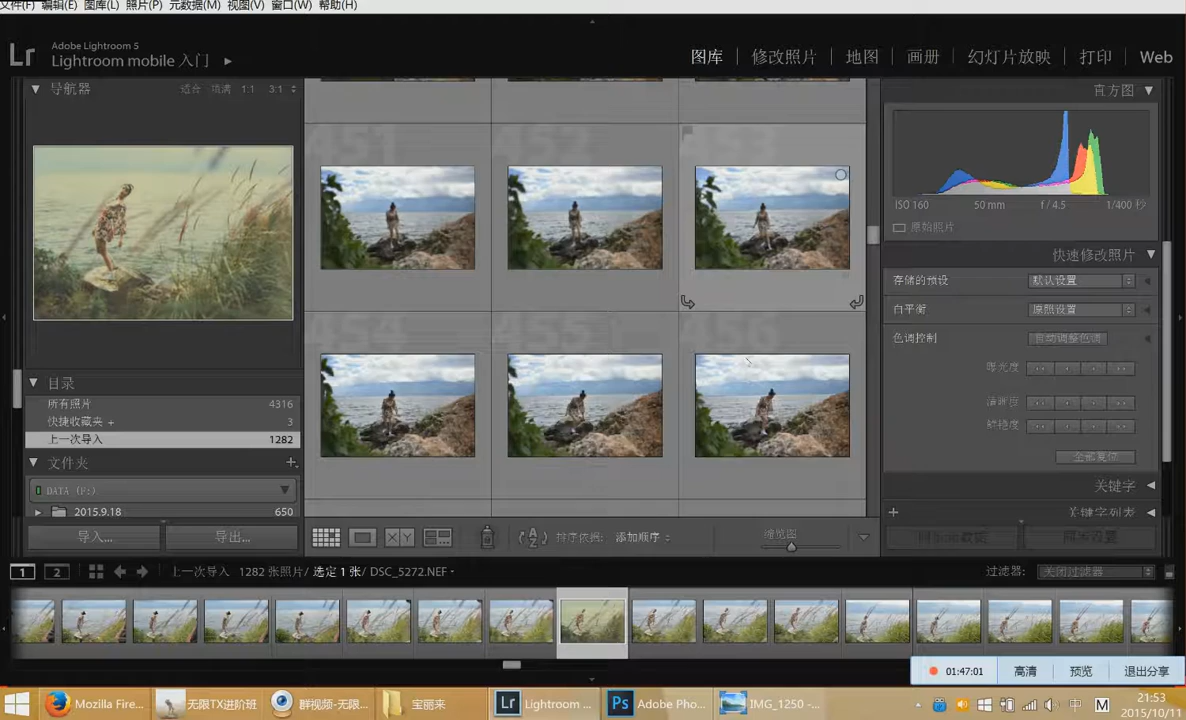 文件(F) 编辑(E) 图库(L) 照片(P) 元数据(M) 视图(V) 窗口(W) 帮助(H)
Lr
Adobe Lightroom 5
Lightroom mobile 入门
图库 修改照片 地图 画册 幻灯片放映 打印 Web
导航器 适合 填满 1:1 3:1
451 452 453
454 455 456
目录
所有照片 4316
快捷收藏夹 + 3
上一次导入 1282
文件夹
DATA (F:)
2015.9.18 650
导入... 导出...
X Y
A Z 排序依据: 添加顺序 缩览图
直方图
ISO 160 50 mm f / 4.5 1/400 秒
原始照片
快速修改照片
存储的预设 默认设置
白平衡 原照设置
色调控制 自动调整色调
曝光度
清晰度
鲜艳度
全部复位
关键字
关键字列表
1 2 上一次导入 1282 张照片/ 选定 1 张/ DSC_5272.NEF
过滤器: 关闭过滤器
01:47:01 高清 预览 退出分享
Mozilla Fire... 无限TX进阶班 群视频-无限... 宝丽来 Lr Lightroom ... Ps Adobe Pho... IMG_1250 -...
中 M
21:53
2015/10/11